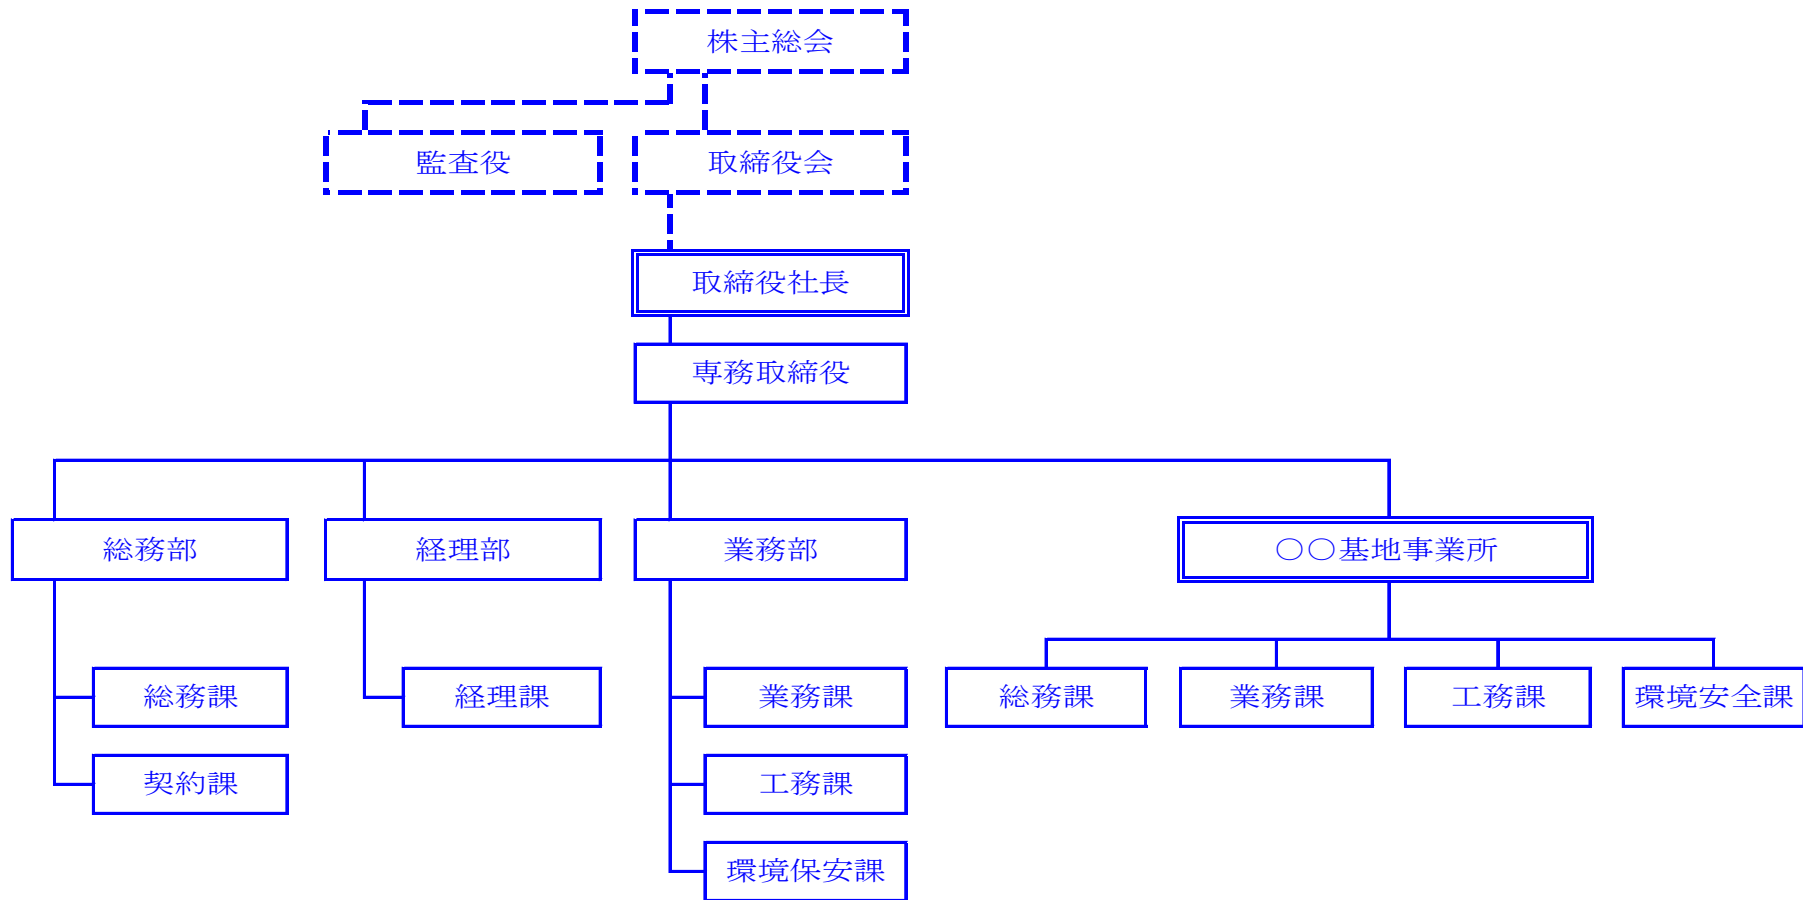 株主総会
監査役
取締役会
取締役社長
専務取締役
総務部
経理部
業務部
○○基地事業所
総務課
経理課
業務課
総務課
業務課
工務課
環境安全課
契約課
工務課
環境保安課